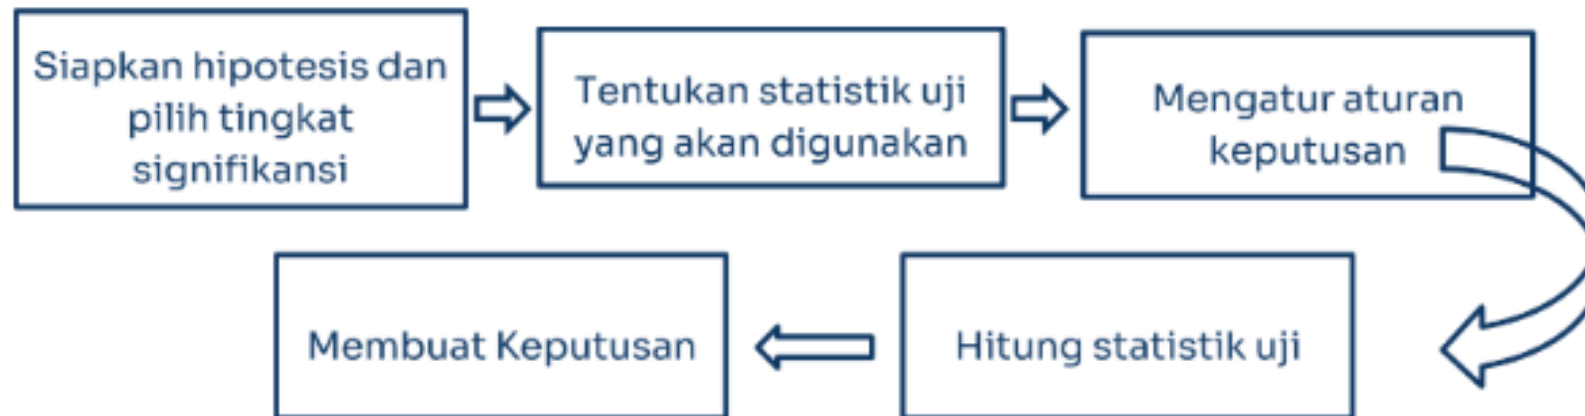 Siapkan hipotesis dan
pilih tingkat
signifikansi
Tentukan statistik uji
yang akan digunakan
Mengatur aturan
keputusan
Hitung statistik uji
Membuat Keputusan